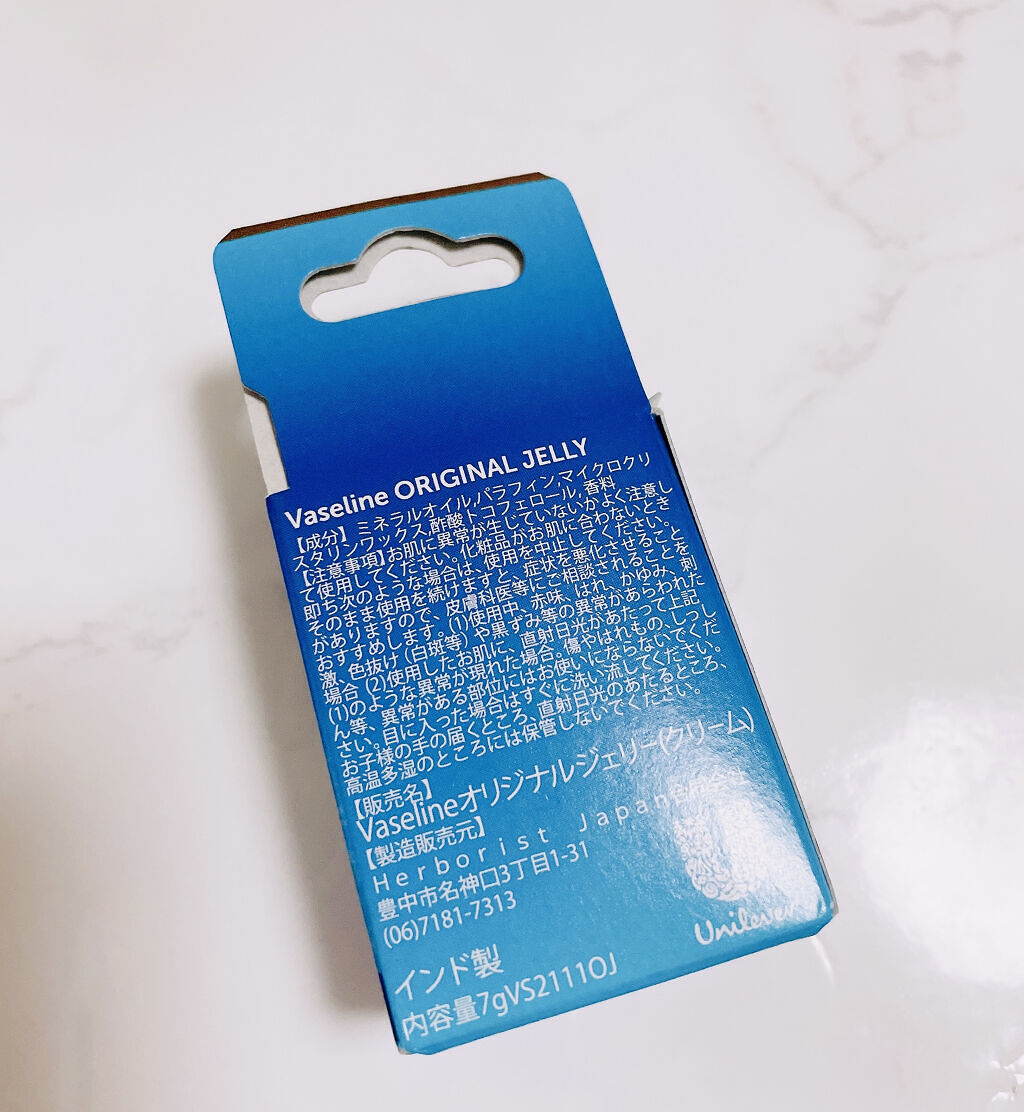 Vaseline ORIGINAL JELLY
【成分】ミネラルオイル,パラフィン,マイクロクリ
スタリンワックス,酢酸トコフェロール,香料
【注意事項】お肌に異常が生じていないかよく注意し
て使用してください。化粧品がお肌に合わないとき
即ち次のような場合は、使用を中止してください。
そのまま使用を続けますと、症状を悪化させること
がありますので、皮膚科医等にご相談されることを
おすすめします。(1)使用中、赤味、はれ、かゆみ、刺
激、色抜け(白斑等)や黒ずみ等の異常があらわれた
場合 (2)使用したお肌に、直射日光があたって上記
(1)のような異常が現れた場合。傷やはれもの、しっし
ん等、異常がある部位にはお使いにならないでくだ
さい。目に入った場合はすぐに洗い流してください。
お子様の手の届くところ、直射日光のあたるところ、
高温多湿のところには保管しないでください。
【販売名】
Vaselineオリジナルジェリー(クリーム)
【製造販売元】
Herborist Japan合同会社
豊中市名神口3丁目1-31
(06)7181-7313
Unilever
インド製
内容量7gVS2111OJ